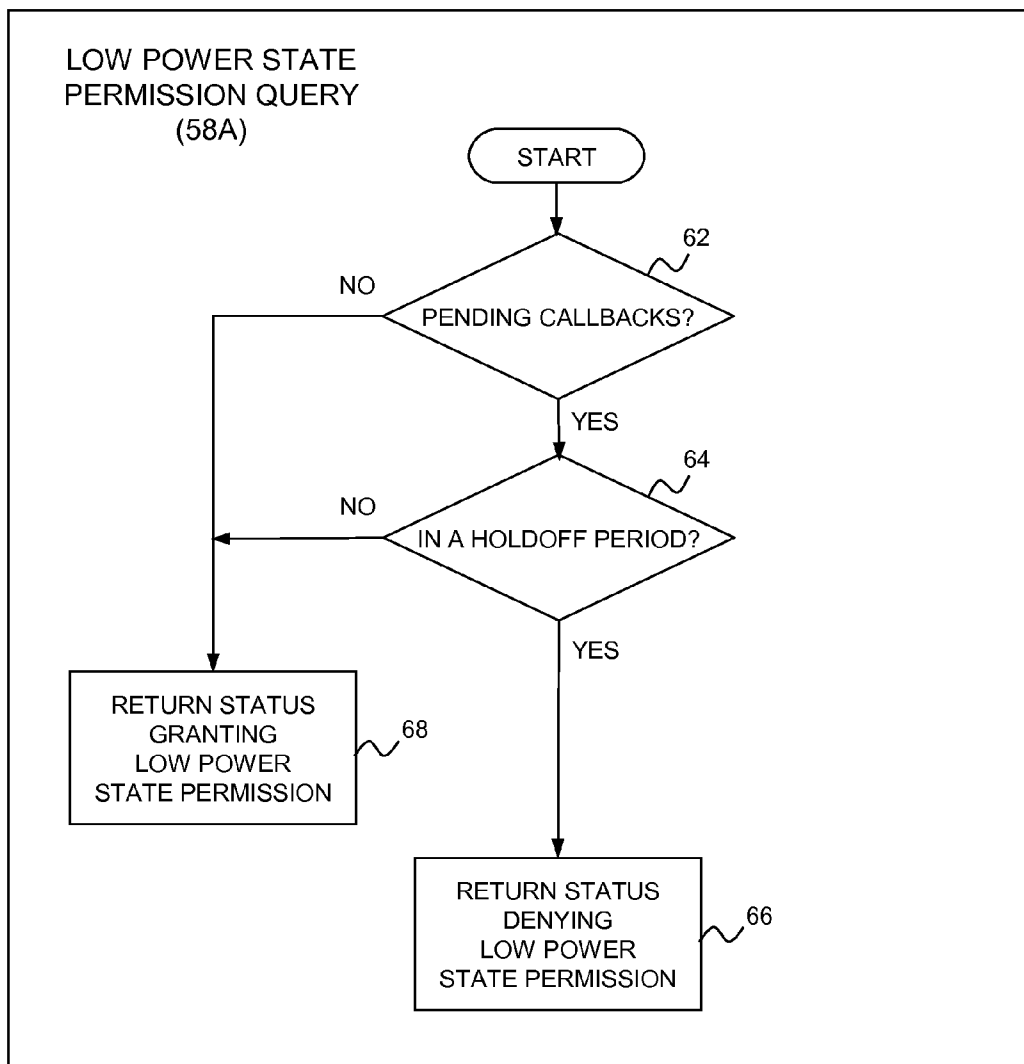 LOW POWER STATE
PERMISSION QUERY
(58A)
START
62
NO
PENDING CALLBACKS?
YES
64
NO
IN A HOLDOFF PERIOD?
YES
RETURN STATUS
GRANTING
LOW POWER
STATE PERMISSION
68
RETURN STATUS
DENYING
LOW POWER
STATE PERMISSION
66